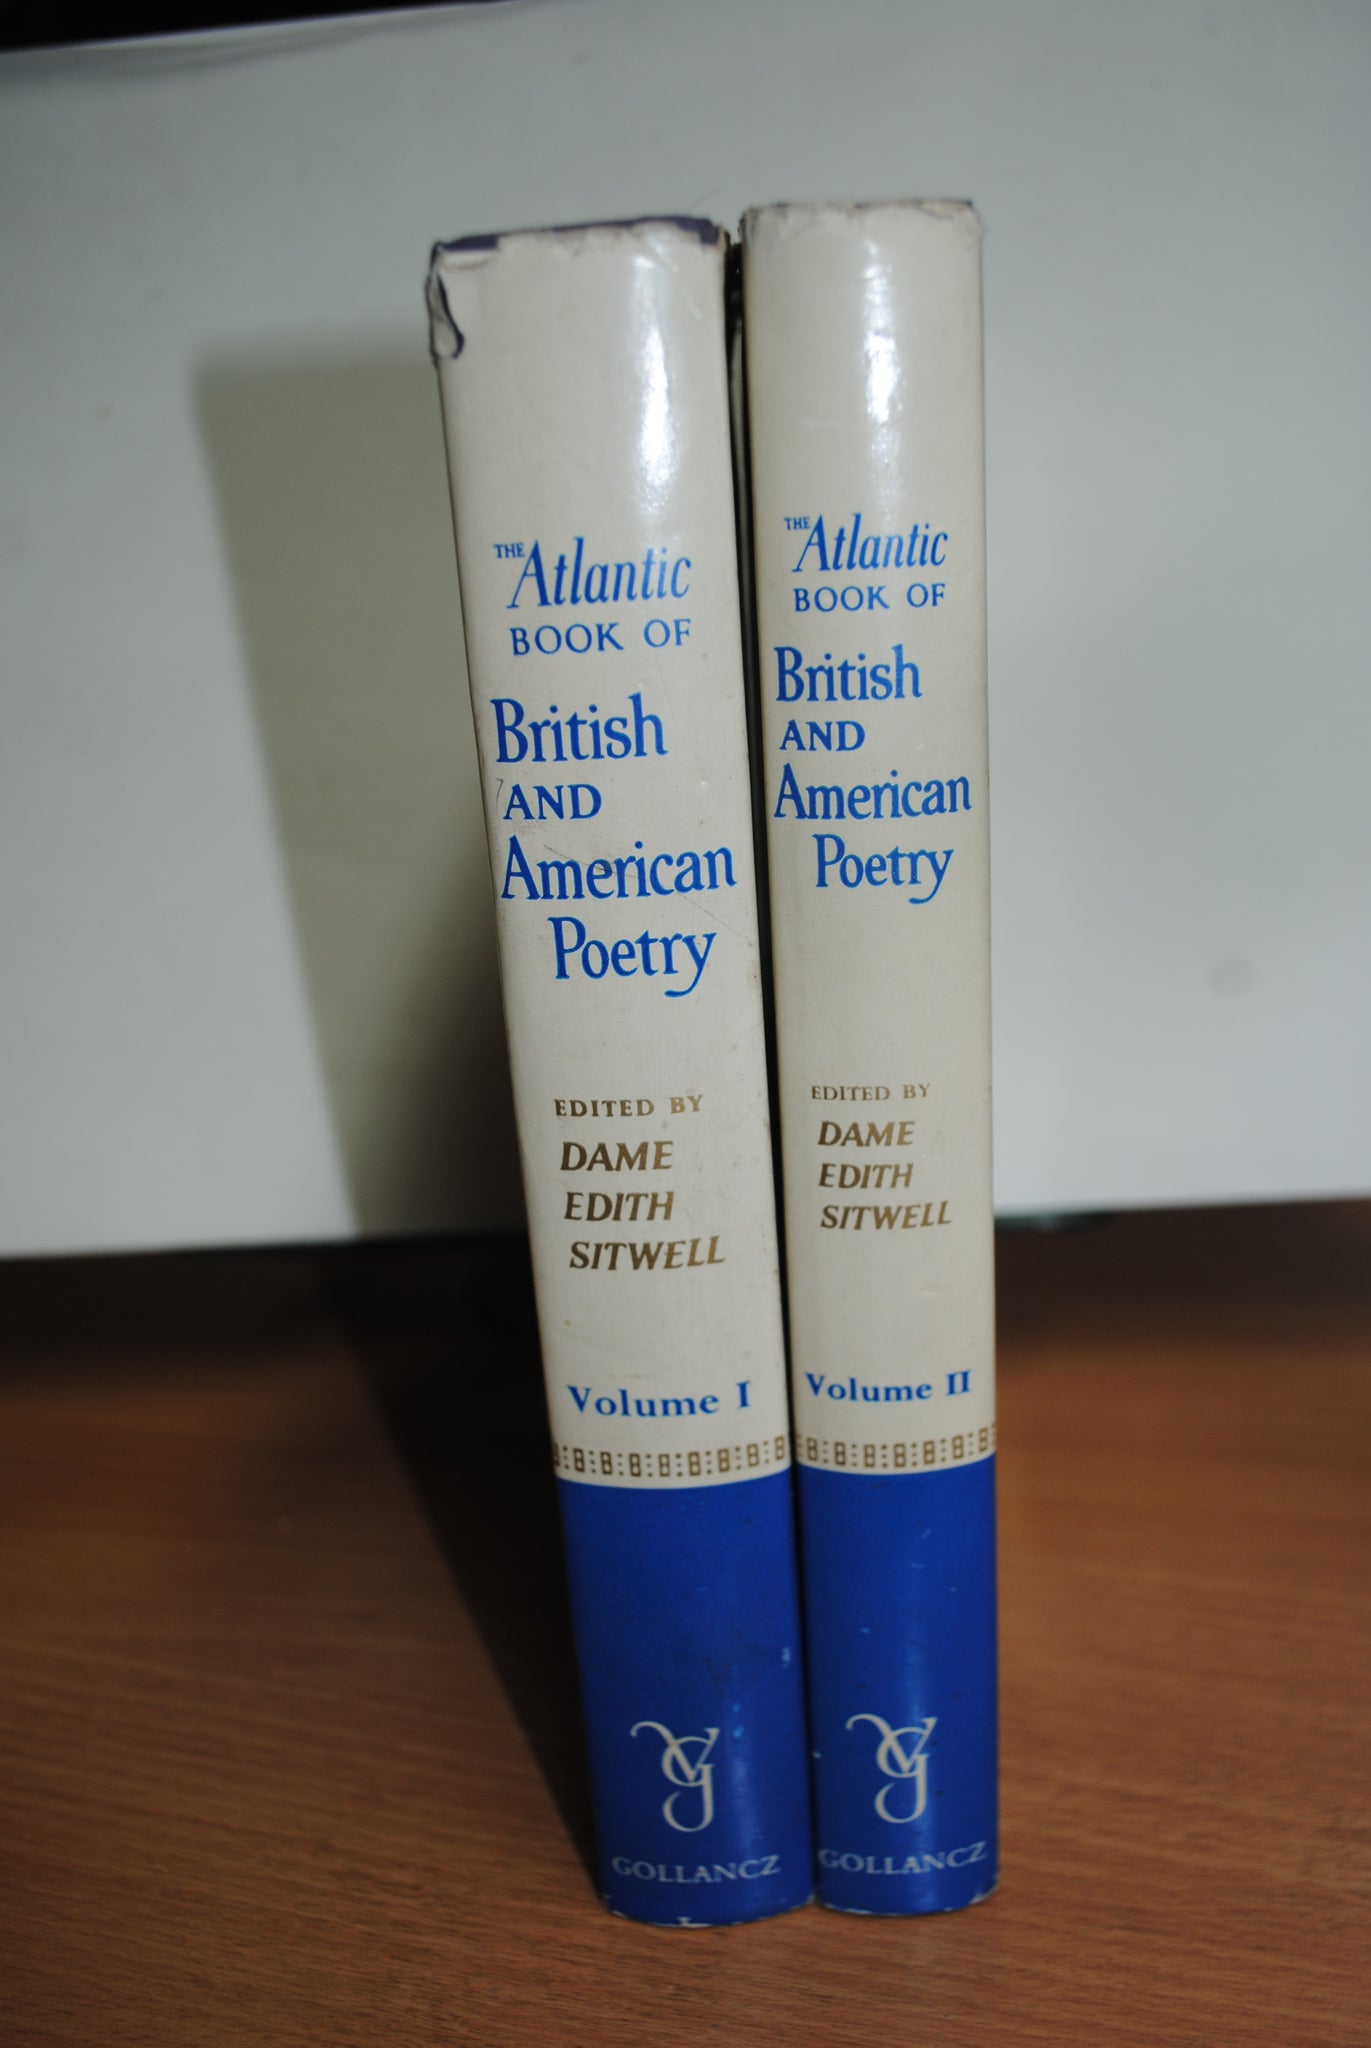 THE Atlantic
BOOK OF
British
AND
American
Poetry
EDITED BY
DAME
EDITH
SITWELL
Volume I
VG
GOLLANCZ
THE Atlantic
BOOK OF
British
AND
American
Poetry
EDITED BY
DAME
EDITH
SITWELL
Volume II
VG
GOLLANCZ